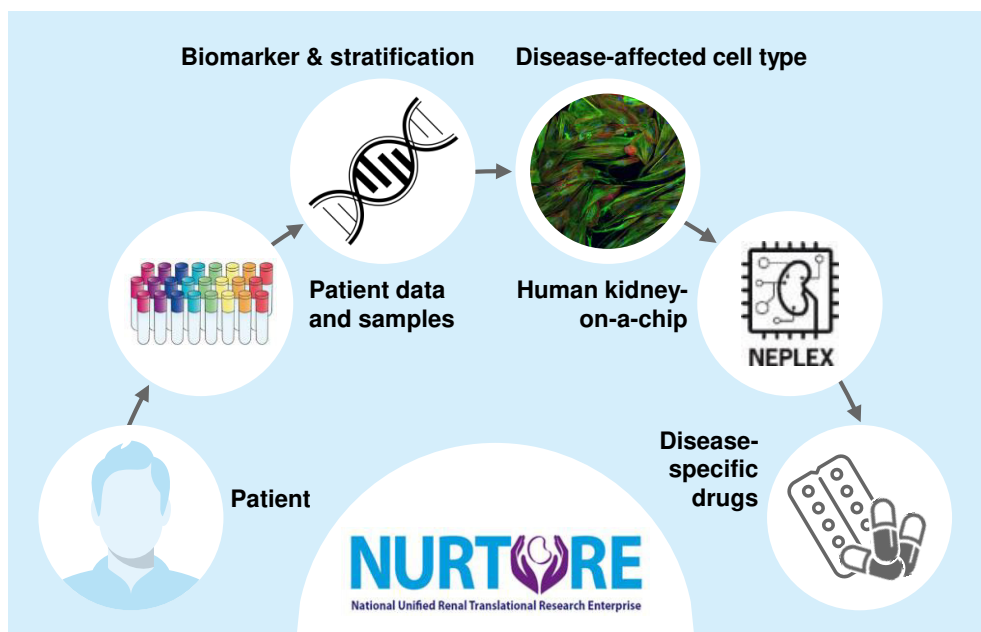 Biomarker & stratification
Disease-affected cell type
Patient data
and samples
Human kidney-
on-a-chip
NEPLEX
Patient
Disease-
specific
drugs
NURTURE
National Unified Renal Translational Research Enterprise